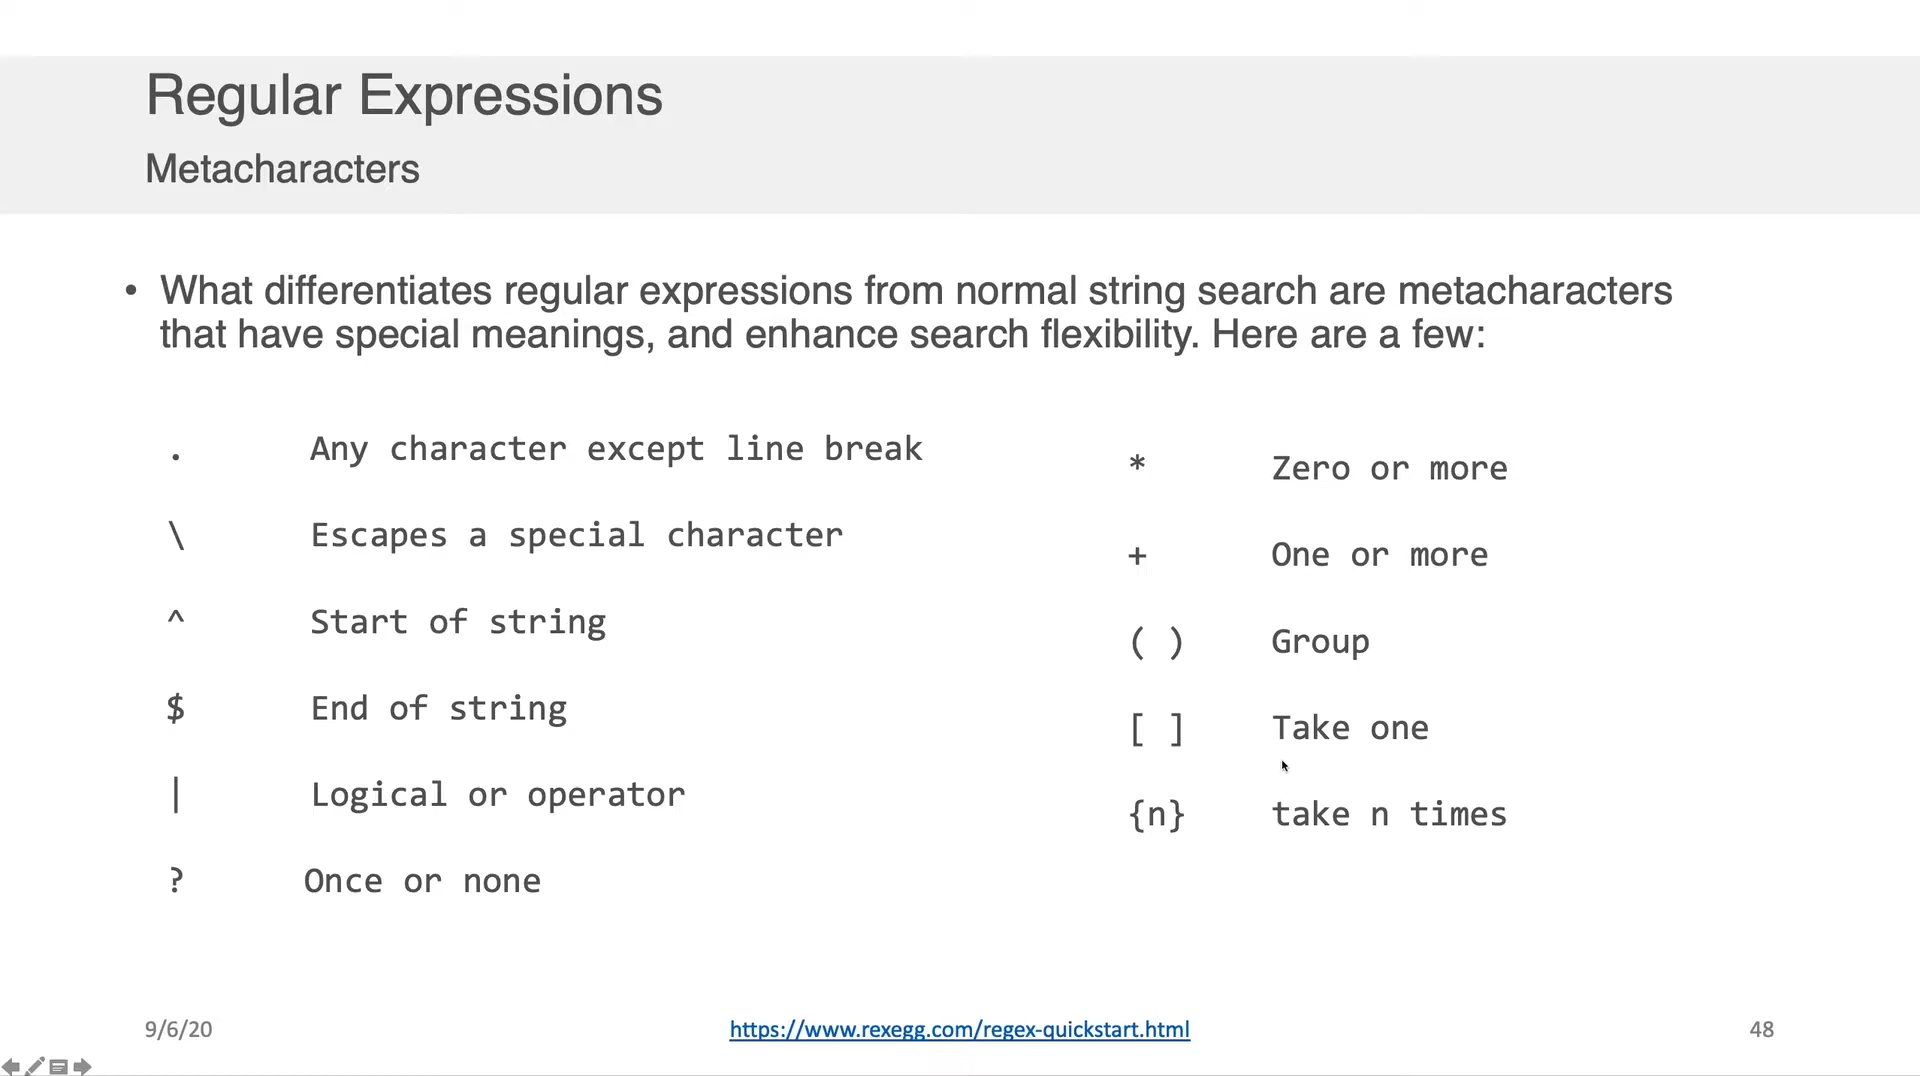 Regular Expressions
Metacharacters
• What differentiates regular expressions from normal string search are metacharacters
that have special meanings, and enhance search flexibility. Here are a few:
. Any character except line break
\ Escapes a special character
^ Start of string
$ End of string
| Logical or operator
? Once or none
* Zero or more
+ One or more
( ) Group
[ ] Take one
{n} take n times
9/6/20
https://www.rexegg.com/regex-quickstart.html
48